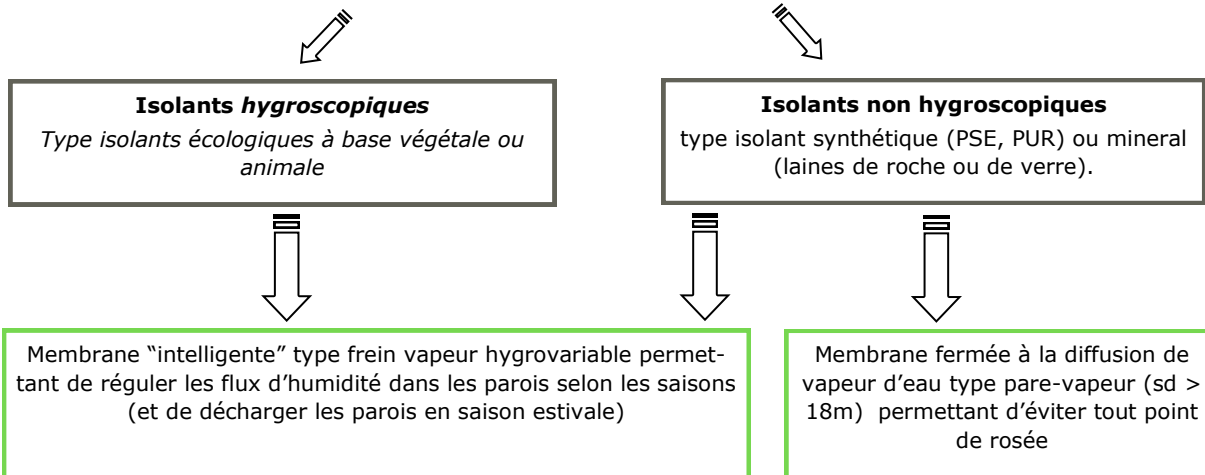 Isolants hygroscopiques
Type isolants écologiques à base végétale ou
animale
Isolants non hygroscopiques
type isolant synthétique (PSE, PUR) ou mineral
(laines de roche ou de verre).
Membrane “intelligente” type frein vapeur hygrovariable permet-
tant de réguler les flux d’humidité dans les parois selon les saisons
(et de décharger les parois en saison estivale)
Membrane fermée à la diffusion de
vapeur d’eau type pare-vapeur (sd >
18m) permettant d’éviter tout point
de rosée